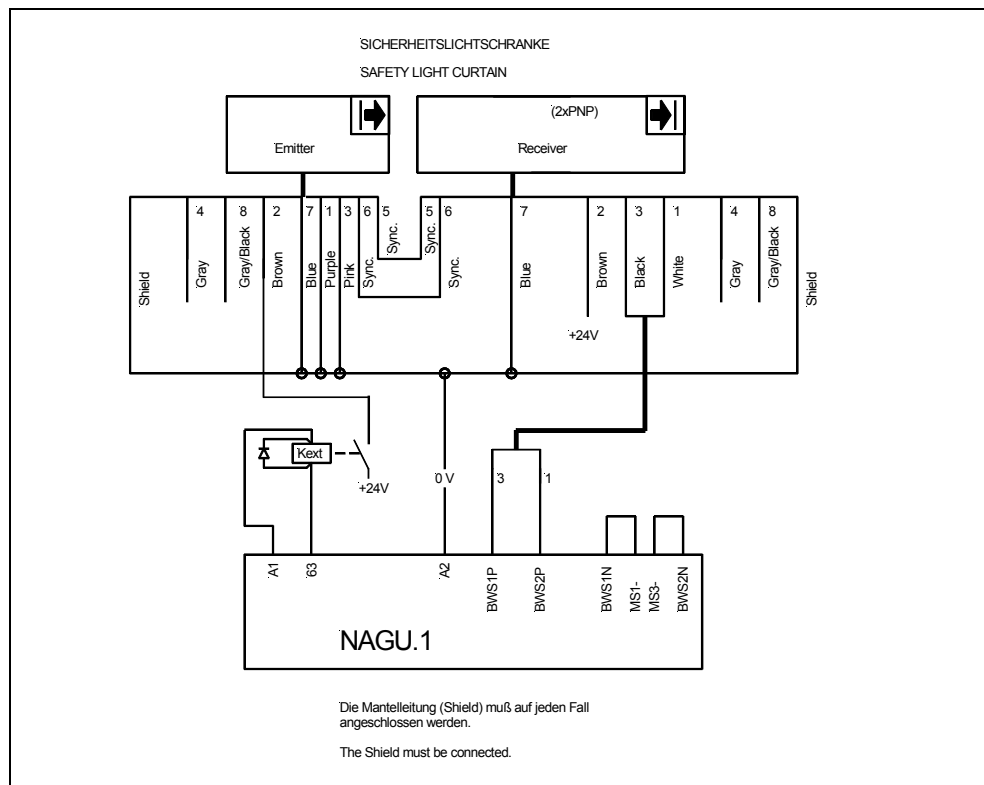 SICHERHEITSLICHTSCHRANKE
SAFETY LIGHT CURTAIN
(2xPNP)
Emitter
Receiver
4 8 2 7 1 3 6 5 5 6 7 2 3 1 4 8
Shield
Gray
Gray/Black
Brown
Blue
Purple
Pink
Sync.
Sync.
Sync.
Sync.
Blue
Brown
Black
White
Gray
Gray/Black
Shield
+24V
Kext
+24V
0 V
3 1
A1
63
A2
BWS1P
BWS2P
BWS1N
MS1-
MS3-
BWS2N
NAGU.1
Die Mantelleitung (Shield) muß auf jeden Fall
angeschlossen werden.
The Shield must be connected.